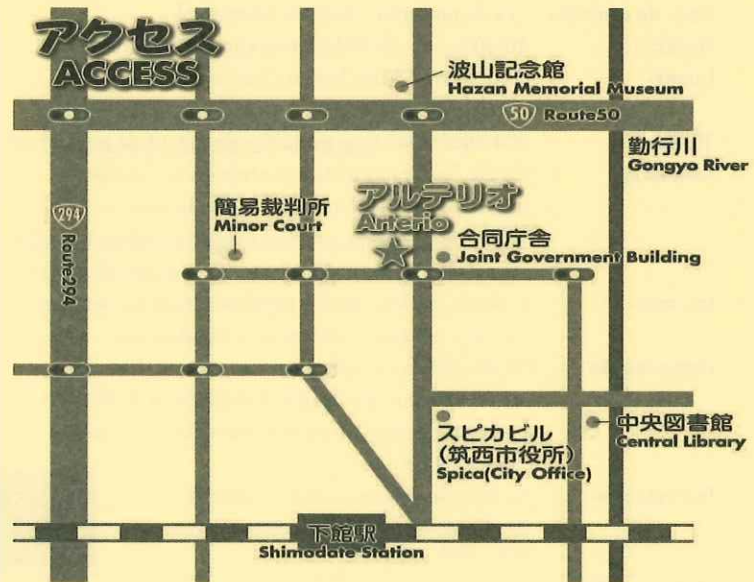 アクセス
ACCESS
波山記念館
Hazan Memorial Museum
50 Route50
勤行川
Gongyo River
294
Route294
簡易裁判所
Minor Court
アルテリオ
Arterio
合同庁舎
Joint Government Building
スピカビル
(筑西市役所)
Spica(City Office)
中央図書館
Central Library
下館駅
Shimodate Station